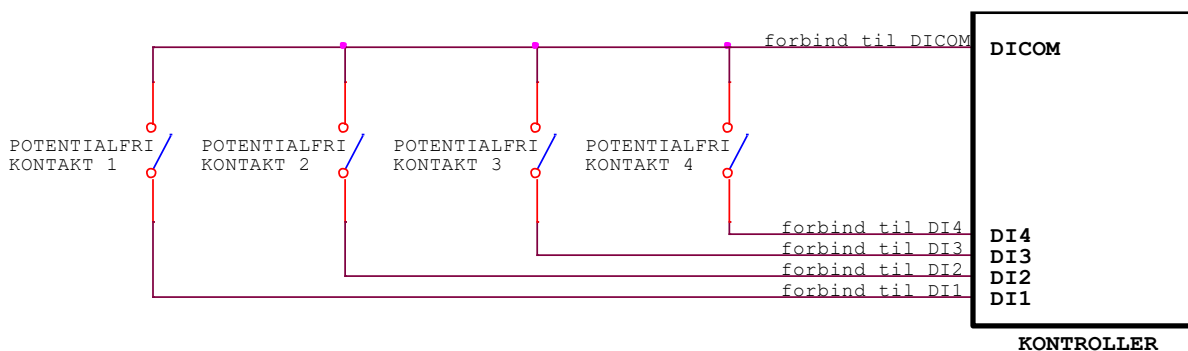 forbind til DICOM
DICOM
POTENTIALFRI
KONTAKT 1
POTENTIALFRI
KONTAKT 2
POTENTIALFRI
KONTAKT 3
POTENTIALFRI
KONTAKT 4
forbind til DI4
DI4
forbind til DI3
DI3
forbind til DI2
DI2
forbind til DI1
DI1
KONTROLLER